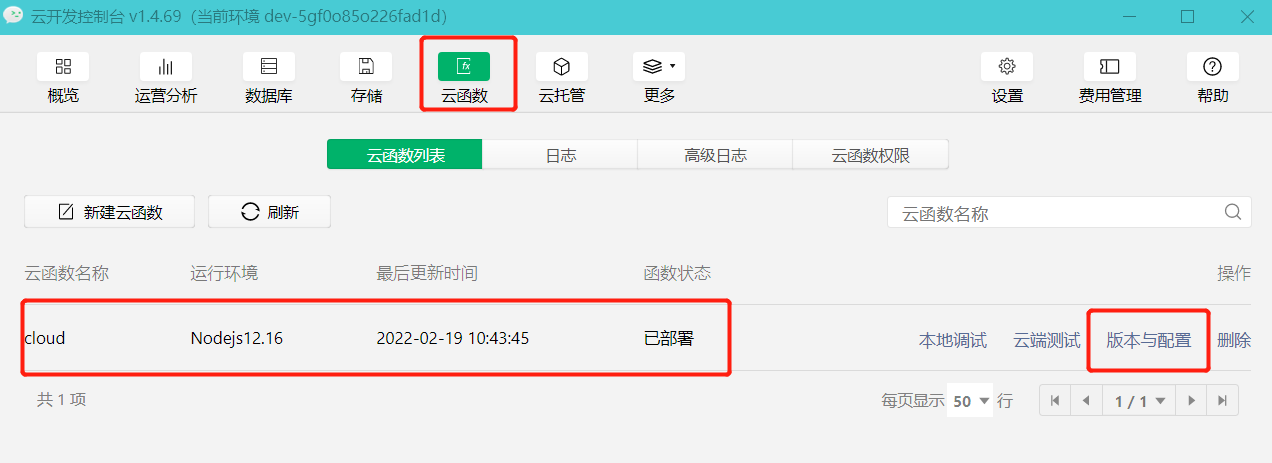 云开发控制台 v1.4.69（当前环境 dev-5gf0o85o226fad1d）
概览 运营分析 数据库 存储 云函数 云托管 更多 设置 费用管理 帮助
云函数列表 日志 高级日志 云函数权限
新建云函数 刷新 云函数名称
云函数名称 运行环境 最后更新时间 函数状态 操作
cloud Nodejs12.16 2022-02-19 10:43:45 已部署 本地调试 云端测试 版本与配置 删除
共 1 项 每页显示 50 行 1 / 1